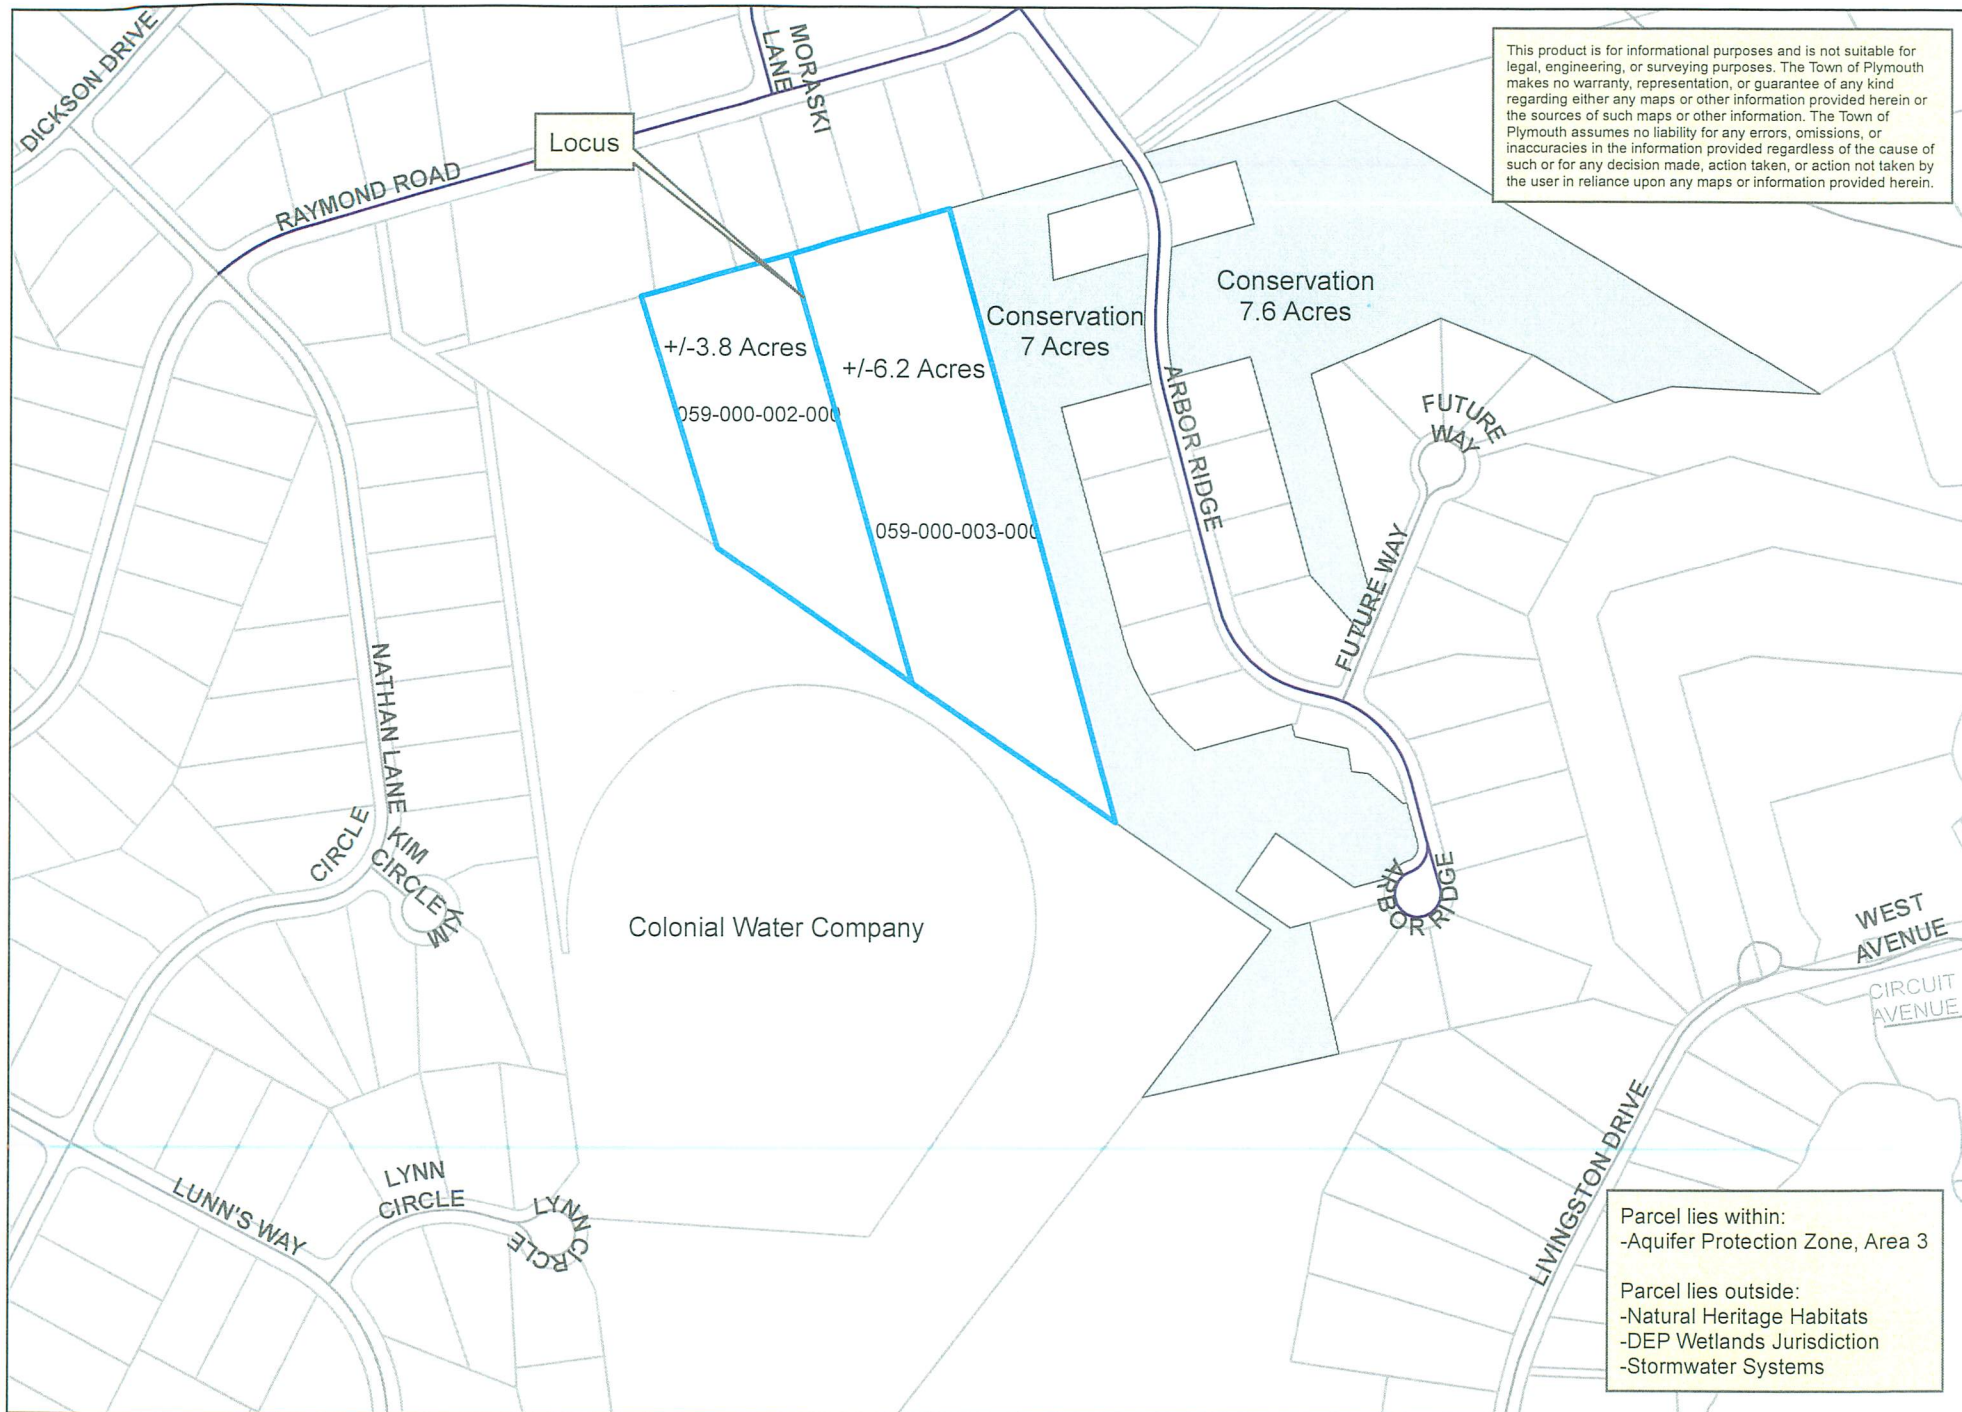 DICKSON DRIVE
MORASKI
LANE
This product is for informational purposes and is not suitable for
legal, engineering, or surveying purposes. The Town of Plymouth
makes no warranty, representation, or guarantee of any kind
regarding either any maps or other information provided herein or
the sources of such maps or other information. The Town of
Plymouth assumes no liability for any errors, omissions, or
inaccuracies in the information provided regardless of the cause of
such or for any decision made, action taken, or action not taken by
the user in reliance upon any maps or information provided herein.
Locus
RAYMOND ROAD
Conservation
7.6 Acres
Conservation
7 Acres
+/-3.8 Acres
+/-6.2 Acres
059-000-002-000
059-000-003-000
ARBOR RIDGE
FUTURE
WAY
FUTURE WAY
NATHAN LANE
CIRCLE
KIM
CIRCLE
KIM
ARBOR RIDGE
Colonial Water Company
WEST
AVENUE
CIRCUIT
AVENUE
LIVINGSTON DRIVE
LYNN
CIRCLE
LYNN CIRCLE
LUNN'S WAY
Parcel lies within:
-Aquifer Protection Zone, Area 3
Parcel lies outside:
-Natural Heritage Habitats
-DEP Wetlands Jurisdiction
-Stormwater Systems